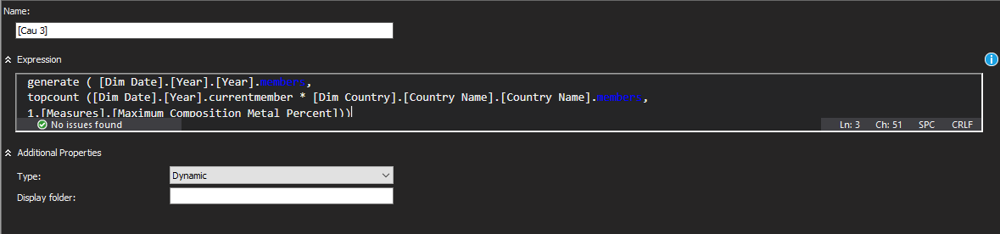 Name:
[Cau 3]
Expression
generate ( [Dim Date].[Year].[Year].members,
topcount ([Dim Date].[Year].currentmember * [Dim Country].[Country Name].[Country Name].members,
1,[Measures].[Maximum Composition Metal Percent]))
No issues found
Ln: 3 Ch: 51 SPC CRLF
Additional Properties
Type: Dynamic
Display folder: